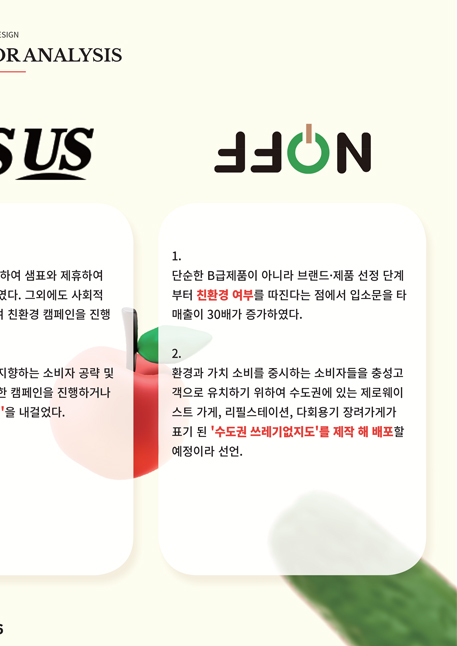 ESIGN
OR ANALYSIS
S US
FFON
하여 샘표와 제휴하여
였다. 그외에도 사회적
며 친환경 캠페인을 진행
지향하는 소비자 공략 및
한 캠페인을 진행하거나
'을 내걸었다.
1.
단순한 B급제품이 아니라 브랜드·제품 선정 단계
부터 친환경 여부를 따진다는 점에서 입소문을 타
매출이 30배가 증가하였다.
2.
환경과 가치 소비를 중시하는 소비자들을 충성고
객으로 유치하기 위하여 수도권에 있는 제로웨이
스트 가게, 리필스테이션, 다회용기 장려가게가
표기 된 '수도권 쓰레기없지도'를 제작 해 배포할
예정이라 선언.
6